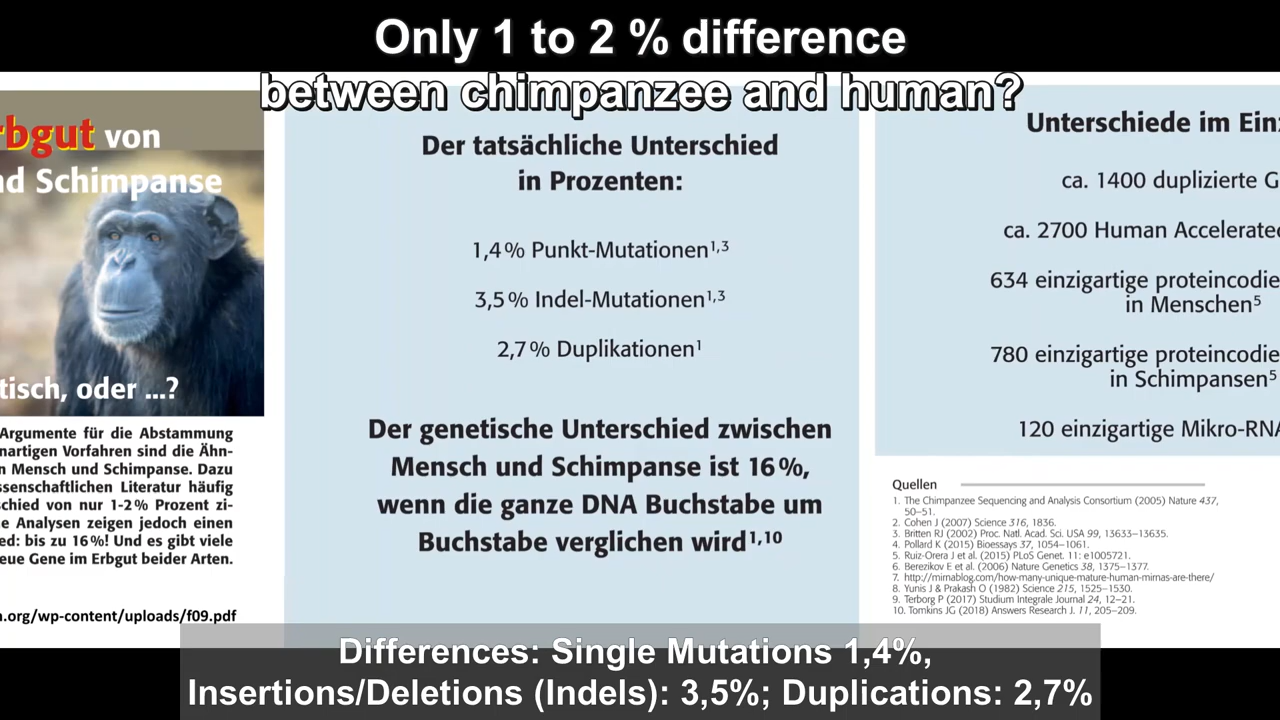 Only 1 to 2 % difference
between chimpanzee and human?
rbgut von
nd Schimpanse
tisch, oder ...?
Argumente für die Abstammung
nartigen Vorfahren sind die Ähn-
n Mensch und Schimpanse. Dazu
ssenschaftlichen Literatur häufig
schied von nur 1-2% Prozent zi-
e Analysen zeigen jedoch einen
ed: bis zu 16%! Und es gibt viele
eue Gene im Erbgut beider Arten.
n.org/wp-content/uploads/f09.pdf
Der tatsächliche Unterschied
in Prozenten:
1,4% Punkt-Mutationen1,3
3,5% Indel-Mutationen1,3
2,7% Duplikationen1
Der genetische Unterschied zwischen
Mensch und Schimpanse ist 16%,
wenn die ganze DNA Buchstabe um
Buchstabe verglichen wird1,10
Unterschiede im Einz
ca. 1400 duplizierte G
ca. 2700 Human Accelerated
634 einzigartige proteincodie
in Menschen5
780 einzigartige proteincodie
in Schimpansen5
120 einzigartige Mikro-RNA
Quellen
1. The Chimpanzee Sequencing and Analysis Consortium (2005) Nature 437,
50–51.
2. Cohen J (2007) Science 316, 1836.
3. Britten RJ (2002) Proc. Natl. Acad. Sci. USA 99, 13633–13635.
4. Pollard K (2015) Bioessays 37, 1054–1061.
5. Ruiz-Orera J et al. (2015) PLoS Genet. 11: e1005721.
6. Berezikov E et al. (2006) Nature Genetics 38, 1375–1377.
7. http://mirnablog.com/how-many-unique-mature-human-mirnas-are-there/
8. Yunis J & Prakash O (1982) Science 215, 1525–1530.
9. Terborg P (2017) Studium Integrale Journal 24, 12–21.
10. Tomkins JG (2018) Answers Research J. 11, 205–209.
Differences: Single Mutations 1,4%,
Insertions/Deletions (Indels): 3,5%; Duplications: 2,7%